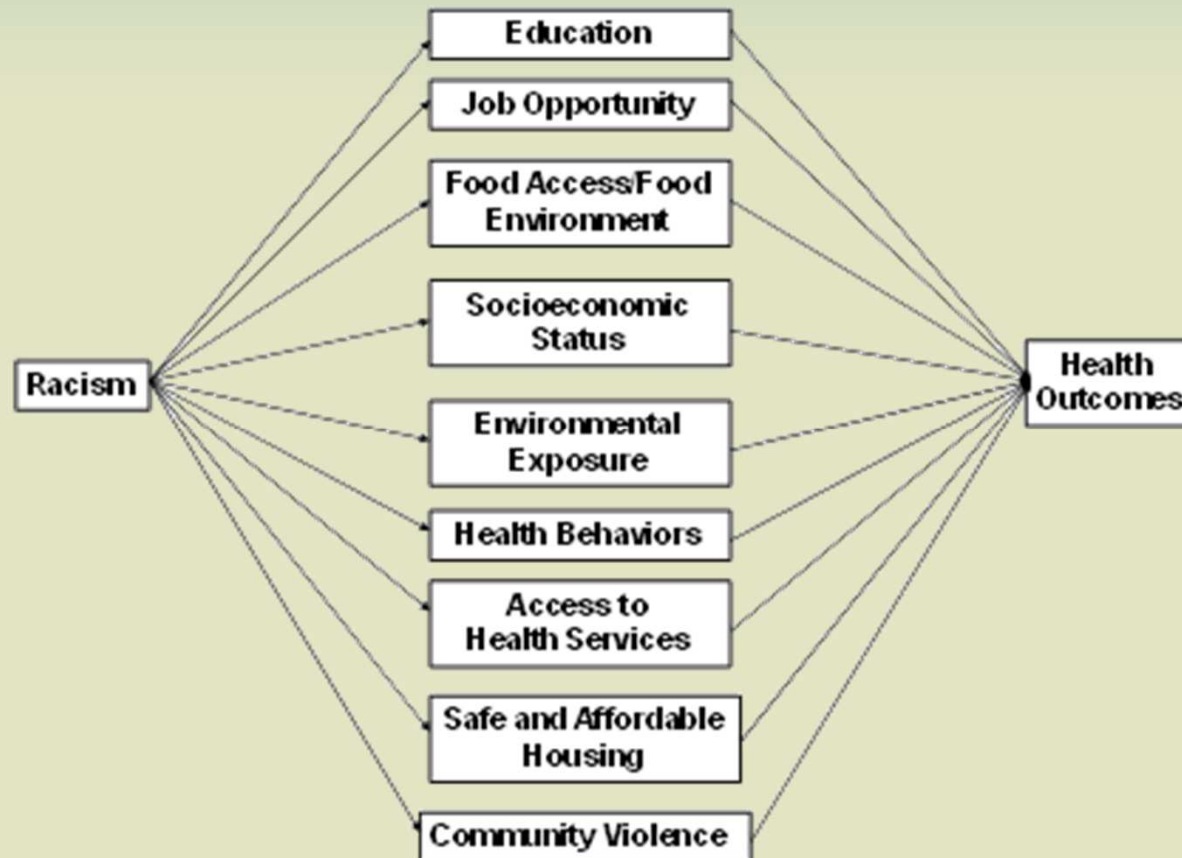 Education
Job Opportunity
Food Access/Food
Environment
Socioeconomic
Status
Racism
Health
Outcomes
Environmental
Exposure
Health Behaviors
Access to
Health Services
Safe and Affordable
Housing
Community Violence